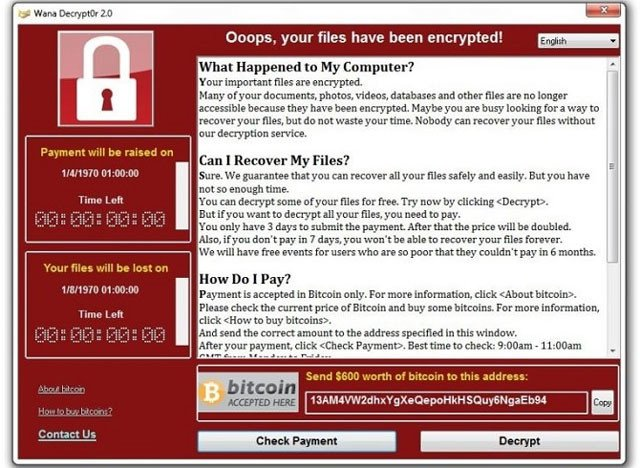 Wana Decrypt0r 2.0
Ooops, your files have been encrypted!
English
What Happened to My Computer?
Your important files are encrypted.
Many of your documents, photos, videos, databases and other files are no longer
accessible because they have been encrypted. Maybe you are busy looking for a way to
recover your files, but do not waste your time. Nobody can recover your files without
our decryption service.
Can I Recover My Files?
Sure. We guarantee that you can recover all your files safely and easily. But you have
not so enough time.
You can decrypt some of your files for free. Try now by clicking <Decrypt>.
But if you want to decrypt all your files, you need to pay.
You only have 3 days to submit the payment. After that the price will be doubled.
Also, if you don't pay in 7 days, you won't be able to recover your files forever.
We will have free events for users who are so poor that they couldn't pay in 6 months.
How Do I Pay?
Payment is accepted in Bitcoin only. For more information, click <About bitcoin>.
Please check the current price of Bitcoin and buy some bitcoins. For more information,
click <How to buy bitcoins>.
And send the correct amount to the address specified in this window.
After your payment, click <Check Payment>. Best time to check: 9:00am - 11:00am
GMT from Monday to Friday
Payment will be raised on
1/4/1970 01:00:00
Time Left
00:00:00:00
Your files will be lost on
1/8/1970 01:00:00
Time Left
00:00:00:00
About bitcoin
How to buy bitcoins?
Contact Us
bitcoin
ACCEPTED HERE
Send $600 worth of bitcoin to this address:
13AM4VW2dhxYgXeQepoHkHSQuy6NgaEb94
Copy
Check Payment
Decrypt